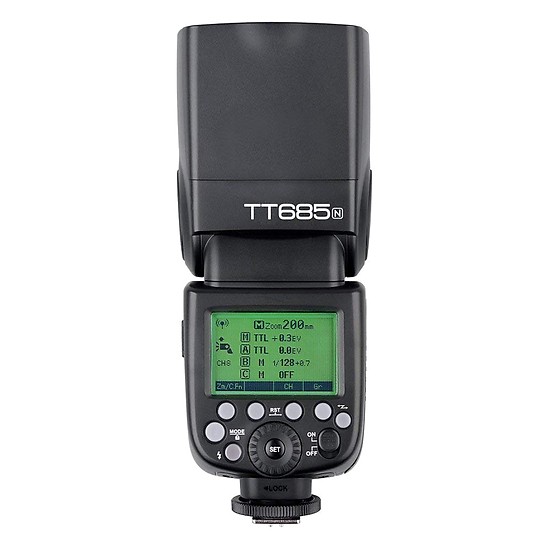 TT685 N
M Zoom 200mm
M TTL +0.3EV
A TTL 0.0EV
CH8 B M 1/128+0.7
C M OFF
Zm/C.Fn CH Gr
RST
MODE
SET
ON
OFF
◄LOCK